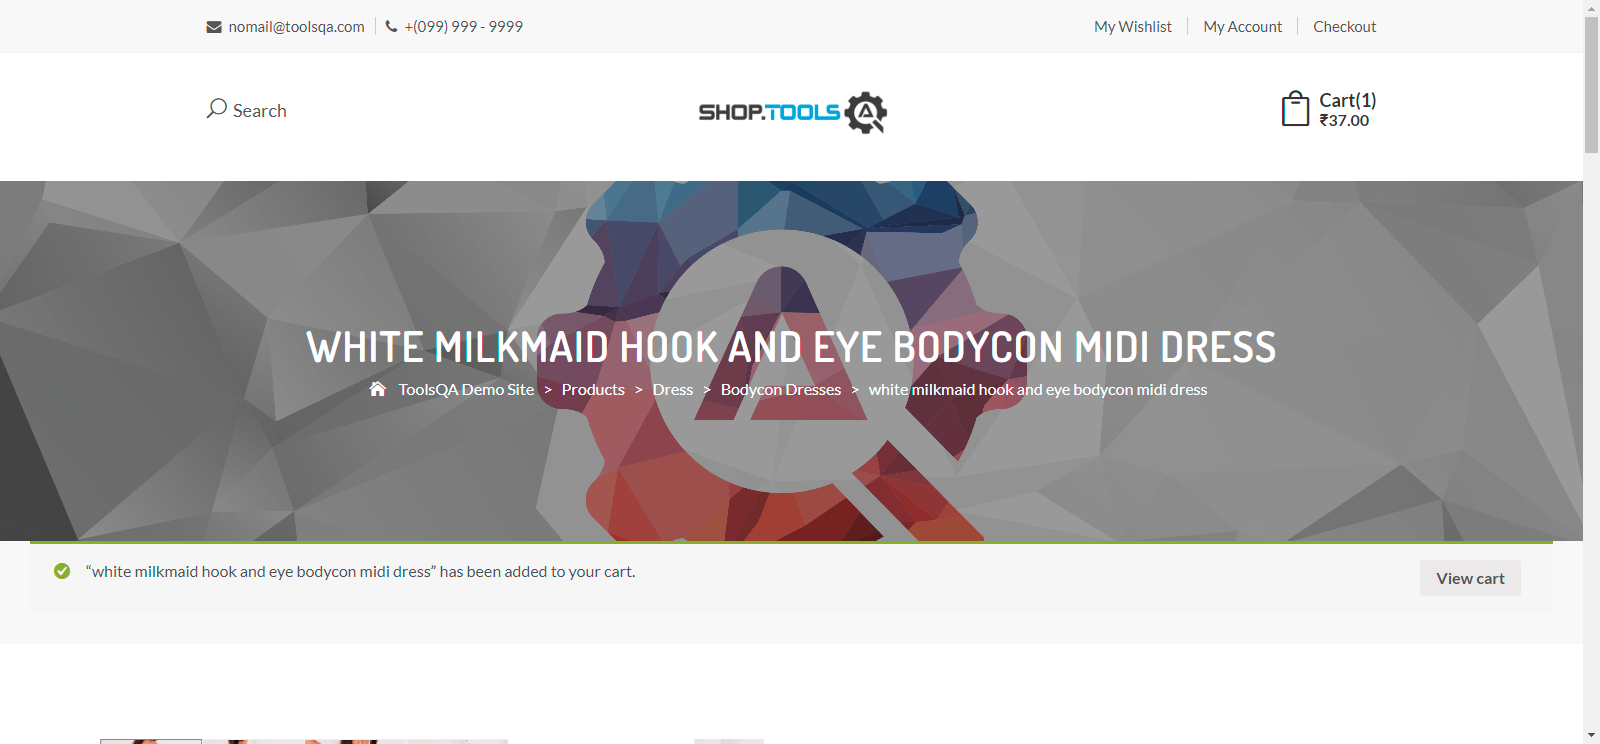 nomail@toolsqa.com
+(099) 999 - 9999
My Wishlist
My Account
Checkout
Search
SHOP.TOOLS
Cart(1)
₹37.00
WHITE MILKMAID HOOK AND EYE BODYCON MIDI DRESS
ToolsQA Demo Site > Products > Dress > Bodycon Dresses > white milkmaid hook and eye bodycon midi dress
“white milkmaid hook and eye bodycon midi dress” has been added to your cart.
View cart